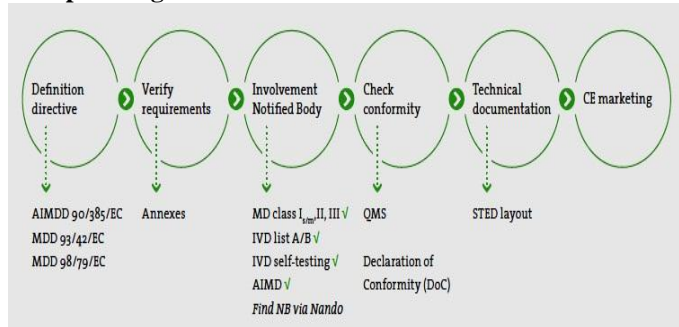 Definition
directive
Verify
requirements
Involvement
Notified Body
Check
conformity
Technical
documentation
CE marketing
AIMDD 90/385/EC
MDD 93/42/EC
MDD 98/79/EC
Annexes
MD class I s/m, II, III √
IVD list A/B √
IVD self-testing √
AIMD √
Find NB via Nando
QMS
Declaration of
Conformity (DoC)
STED layout